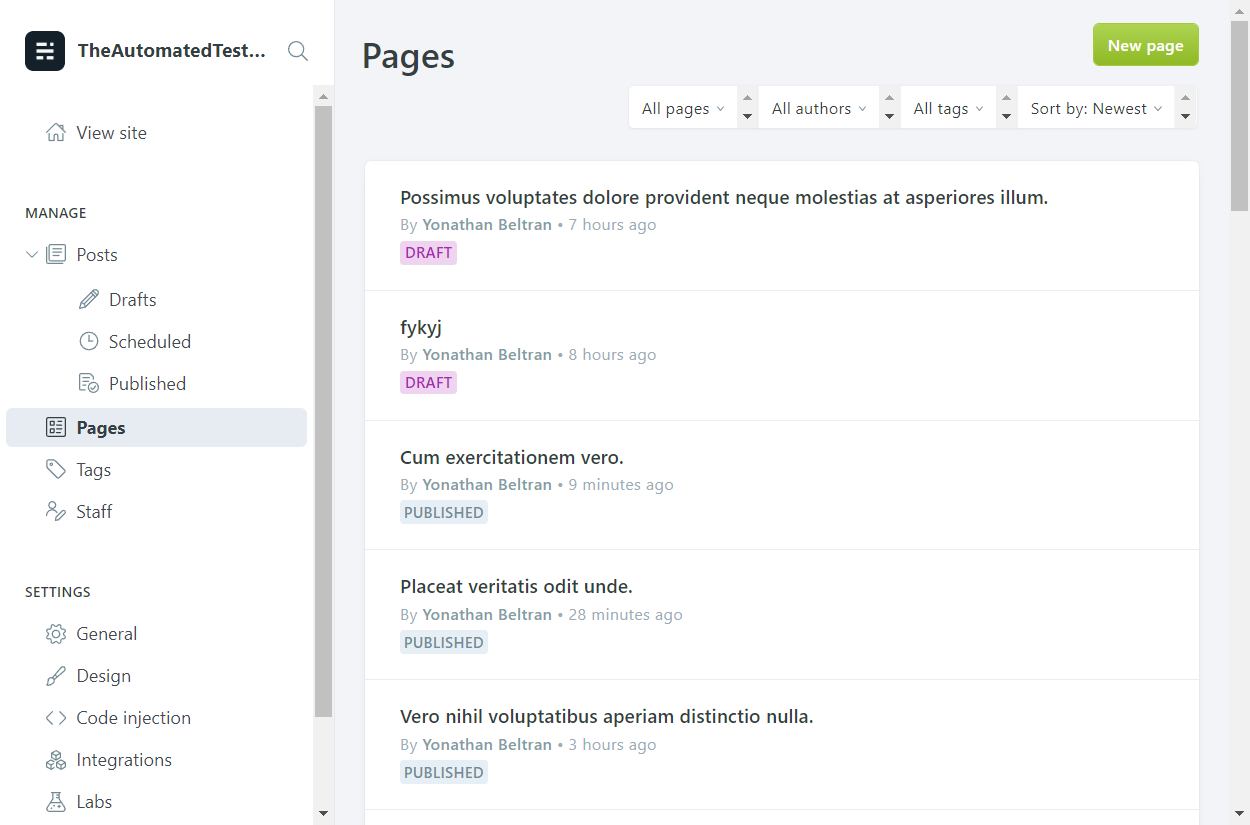 TheAutomatedTest...
View site
MANAGE
Posts
Drafts
Scheduled
Published
Pages
Tags
Staff
SETTINGS
General
Design
Code injection
Integrations
Labs
Pages
New page
All pages
All authors
All tags
Sort by: Newest
Possimus voluptates dolore provident neque molestias at asperiores illum.
By Yonathan Beltran • 7 hours ago
DRAFT
fykyj
By Yonathan Beltran • 8 hours ago
DRAFT
Cum exercitationem vero.
By Yonathan Beltran • 9 minutes ago
PUBLISHED
Placeat veritatis odit unde.
By Yonathan Beltran • 28 minutes ago
PUBLISHED
Vero nihil voluptatibus aperiam distinctio nulla.
By Yonathan Beltran • 3 hours ago
PUBLISHED